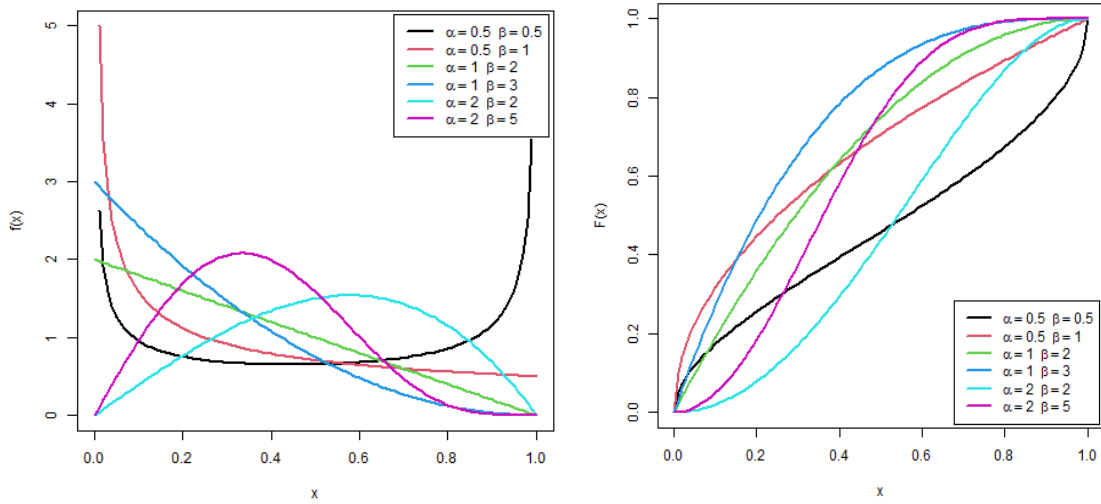 5
4
3
2
1
0
f(x)
0.0 0.2 0.4 0.6 0.8 1.0
x
α = 0.5 β = 0.5
α = 0.5 β = 1
α = 1 β = 2
α = 1 β = 3
α = 2 β = 2
α = 2 β = 5
1.0
0.8
0.6
0.4
0.2
0.0
F(x)
0.0 0.2 0.4 0.6 0.8 1.0
x
α = 0.5 β = 0.5
α = 0.5 β = 1
α = 1 β = 2
α = 1 β = 3
α = 2 β = 2
α = 2 β = 5